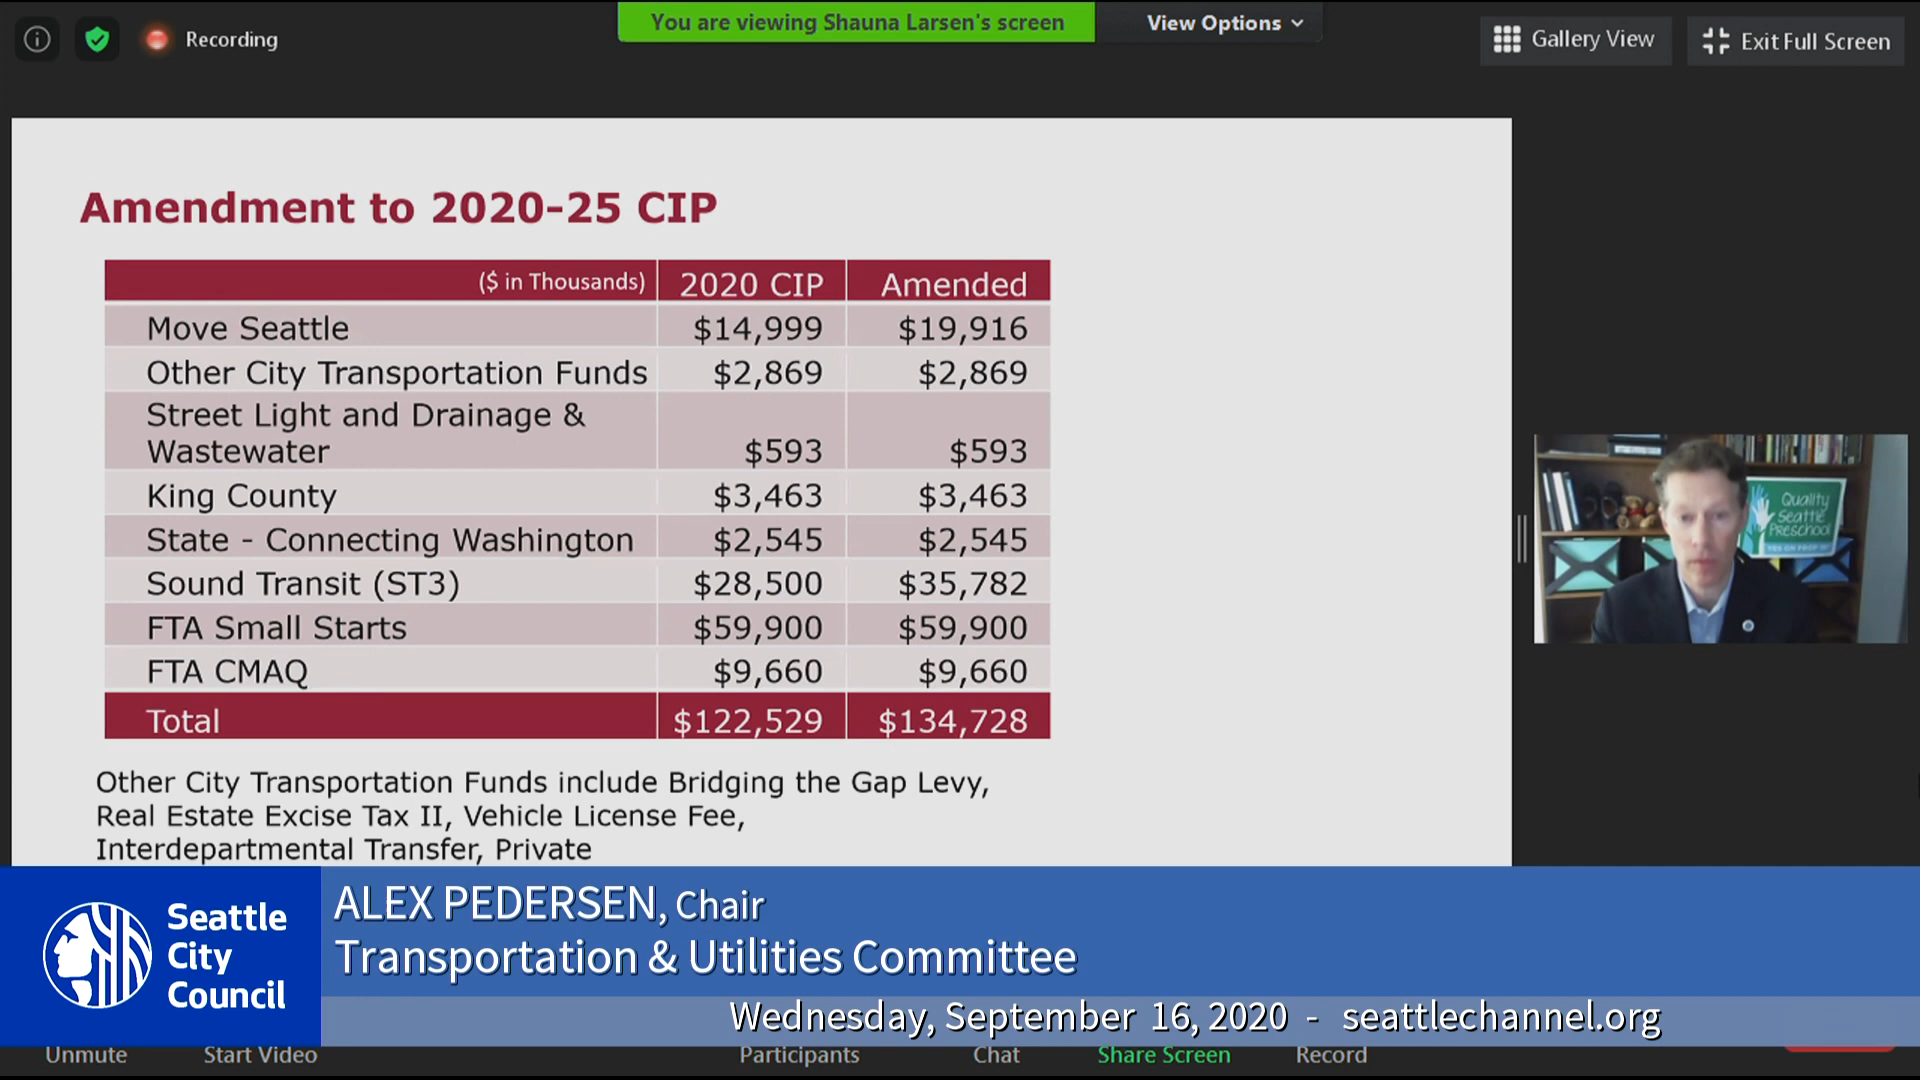 Recording
You are viewing Shauna Larsen's screen
View Options
Gallery View
Exit Full Screen
Amendment to 2020-25 CIP
($ in Thousands) 2020 CIP Amended
Move Seattle $14,999 $19,916
Other City Transportation Funds $2,869 $2,869
Street Light and Drainage &
Wastewater $593 $593
King County $3,463 $3,463
State - Connecting Washington $2,545 $2,545
Sound Transit (ST3) $28,500 $35,782
FTA Small Starts $59,900 $59,900
FTA CMAQ $9,660 $9,660
Total $122,529 $134,728
Other City Transportation Funds include Bridging the Gap Levy,
Real Estate Excise Tax II, Vehicle License Fee,
Interdepartmental Transfer, Private
Quality
Seattle
Preschool
Seattle
City
Council
ALEX PEDERSEN, Chair
Transportation & Utilities Committee
Wednesday, September 16, 2020 - seattlechannel.org
Unmute
Start Video
Participants
Chat
Share Screen
Record